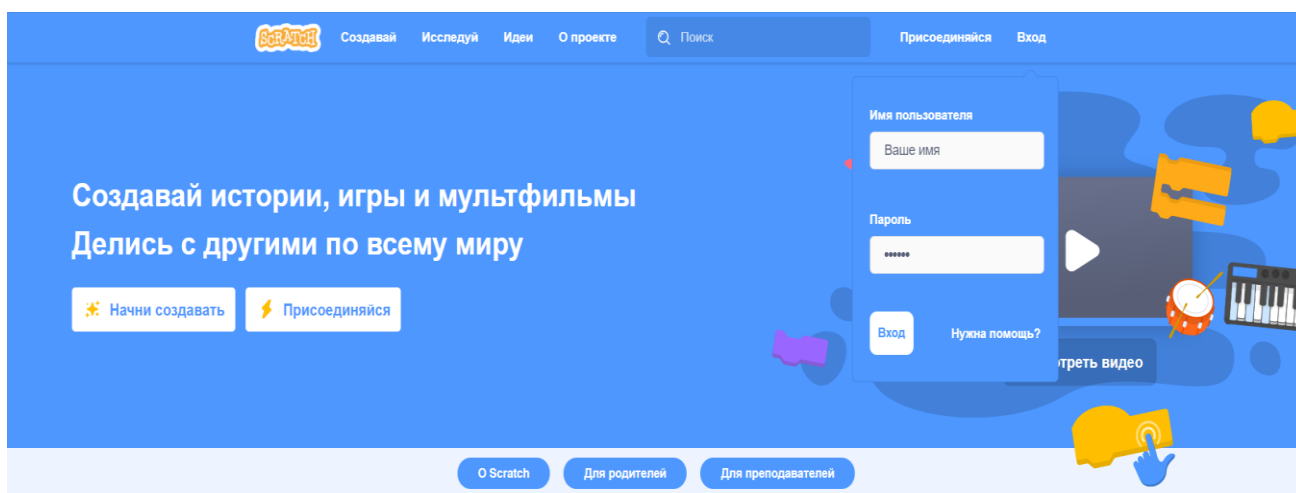 SCRATCH Создавай Исследуй Идеи О проекте Поиск Присоединяйся Вход
Имя пользователя
Ваше имя
Создавай истории, игры и мультфильмы
Делись с другими по всему миру
Пароль
••••••
Начни создавать Присоединяйся
Вход Нужна помощь?
отреть видео
О Scratch Для родителей Для преподавателей